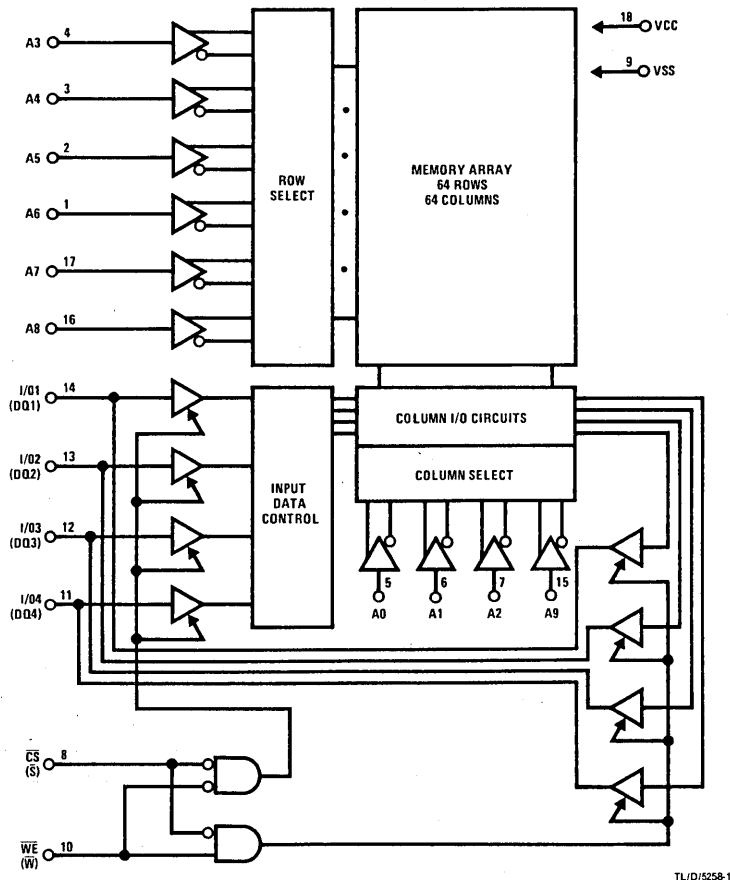 A3 4
A4 3
A5 2
A6 1
A7 17
A8 16
ROW
SELECT
MEMORY ARRAY
64 ROWS
64 COLUMNS
18 VCC
9 VSS
I/O1 14
(DQ1)
I/O2 13
(DQ2)
I/O3 12
(DQ3)
I/O4 11
(DQ4)
INPUT
DATA
CONTROL
COLUMN I/O CIRCUITS
COLUMN SELECT
5 6 7 15
A0 A1 A2 A9
C̅S̅ 8
(S̅)
W̅E̅ 10
(W̅)
TL/D/5258-1